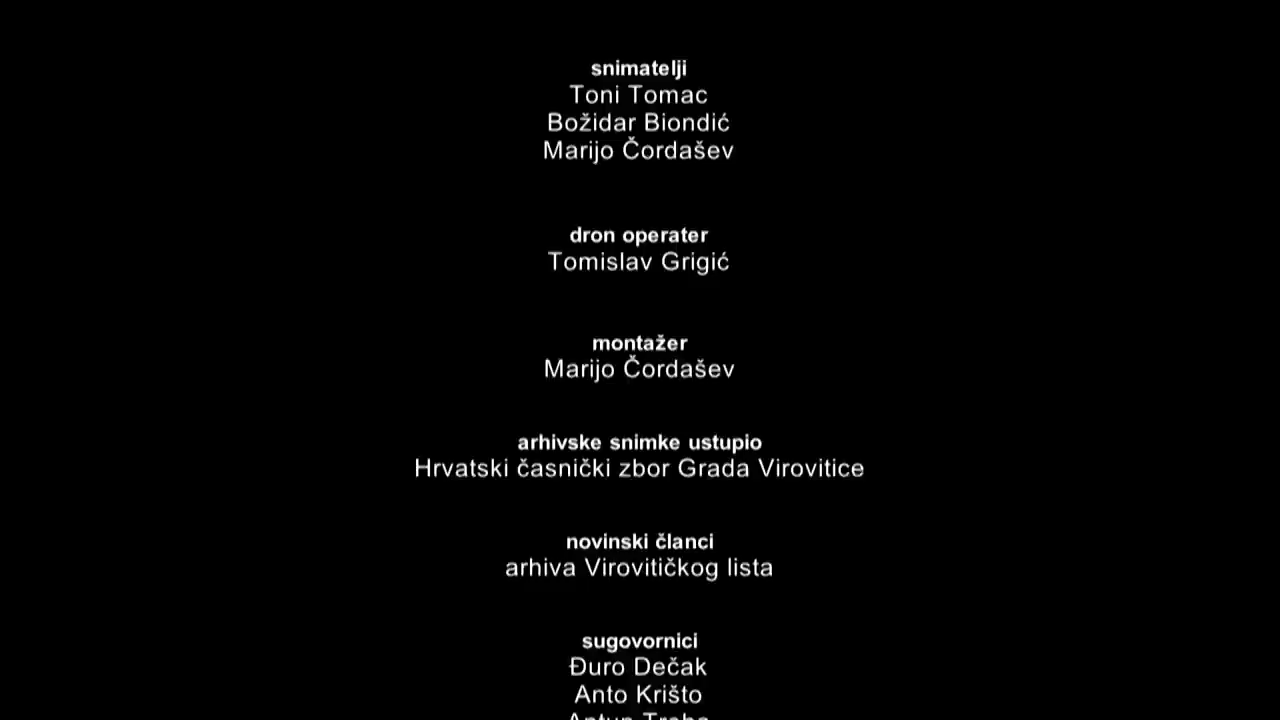 snimatelji
Toni Tomac
Božidar Biondić
Marijo Čordašev
dron operater
Tomislav Grigić
montažer
Marijo Čordašev
arhivske snimke ustupio
Hrvatski časnički zbor Grada Virovitice
novinski članci
arhiva Virovitičkog lista
sugovornici
Đuro Dečak
Anto Krišto